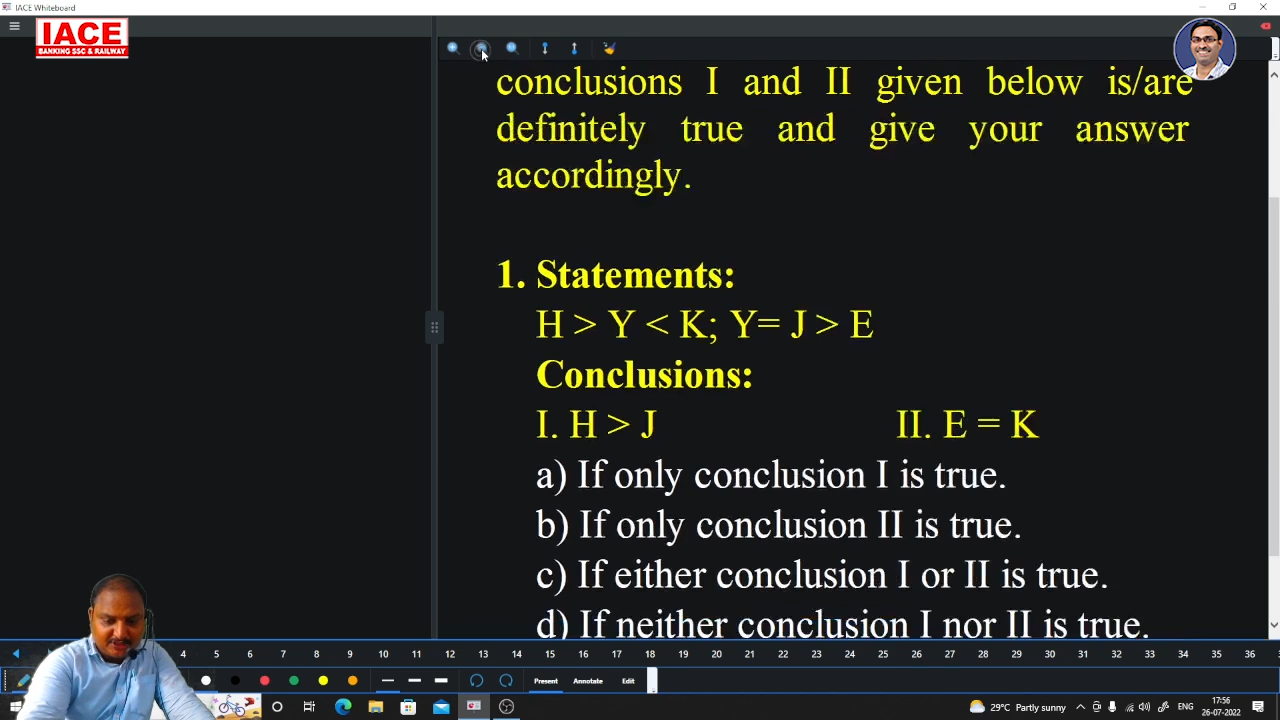 IACE Whiteboard
IACE
BANKING SSC & RAILWAY
conclusions I and II given below is/are
definitely true and give your answer
accordingly.
1. Statements:
H > Y < K; Y= J > E
Conclusions:
I. H > J II. E = K
a) If only conclusion I is true.
b) If only conclusion II is true.
c) If either conclusion I or II is true.
d) If neither conclusion I nor II is true.
4 5 6 7 8 9 10 11 12 13 14 15 16 17 18 19 20 21 22 23 24 25 26 27 28 29 30 31 32 33 34 35 36
Present Annotate Edit
29°C Partly sunny ENG 17:56
26-07-2022